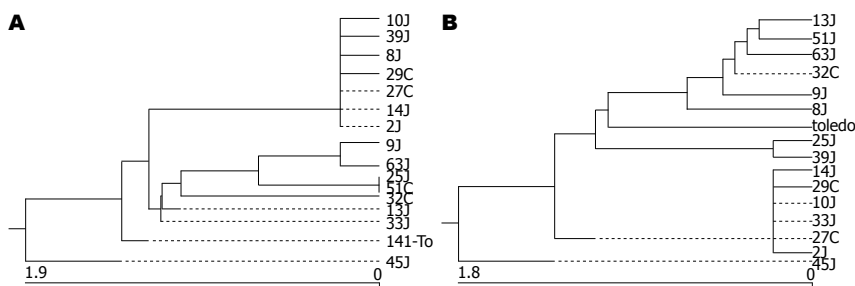 A
10J
39J
8J
29C
27C
14J
2J
9J
63J
25J
51C
32C
13J
33J
141-To
45J
1.9 0
B
13J
51J
63J
32C
9J
8J
toledo
25J
39J
14J
29C
10J
33J
27C
2J
45J
1.8 0